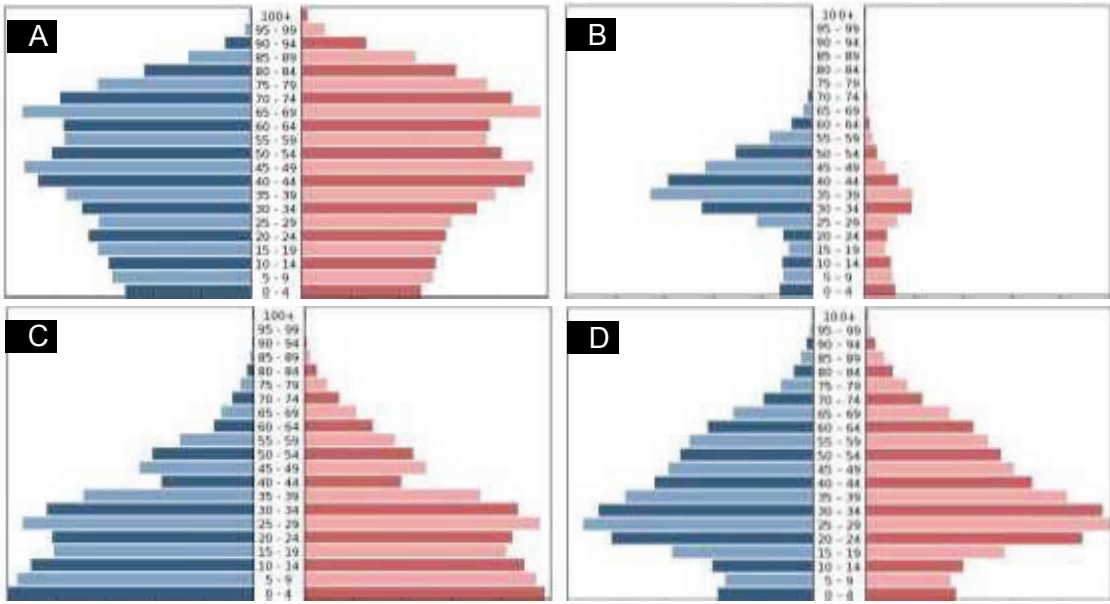 A
100+
95 - 99
90 - 94
85 - 89
80 - 84
75 - 79
70 - 74
65 - 69
60 - 64
55 - 59
50 - 54
45 - 49
40 - 44
35 - 39
30 - 34
25 - 29
20 - 24
15 - 19
10 - 14
5 - 9
0 - 4
B
100+
95 - 99
90 - 94
85 - 89
80 - 84
75 - 79
70 - 74
65 - 69
60 - 64
55 - 59
50 - 54
45 - 49
40 - 44
35 - 39
30 - 34
25 - 29
20 - 24
15 - 19
10 - 14
5 - 9
0 - 4
C
100+
95 - 99
90 - 94
85 - 89
80 - 84
75 - 79
70 - 74
65 - 69
60 - 64
55 - 59
50 - 54
45 - 49
40 - 44
35 - 39
30 - 34
25 - 29
20 - 24
15 - 19
10 - 14
5 - 9
0 - 4
D
100+
95 - 99
90 - 94
85 - 89
80 - 84
75 - 79
70 - 74
65 - 69
60 - 64
55 - 59
50 - 54
45 - 49
40 - 44
35 - 39
30 - 34
25 - 29
20 - 24
15 - 19
10 - 14
5 - 9
0 - 4